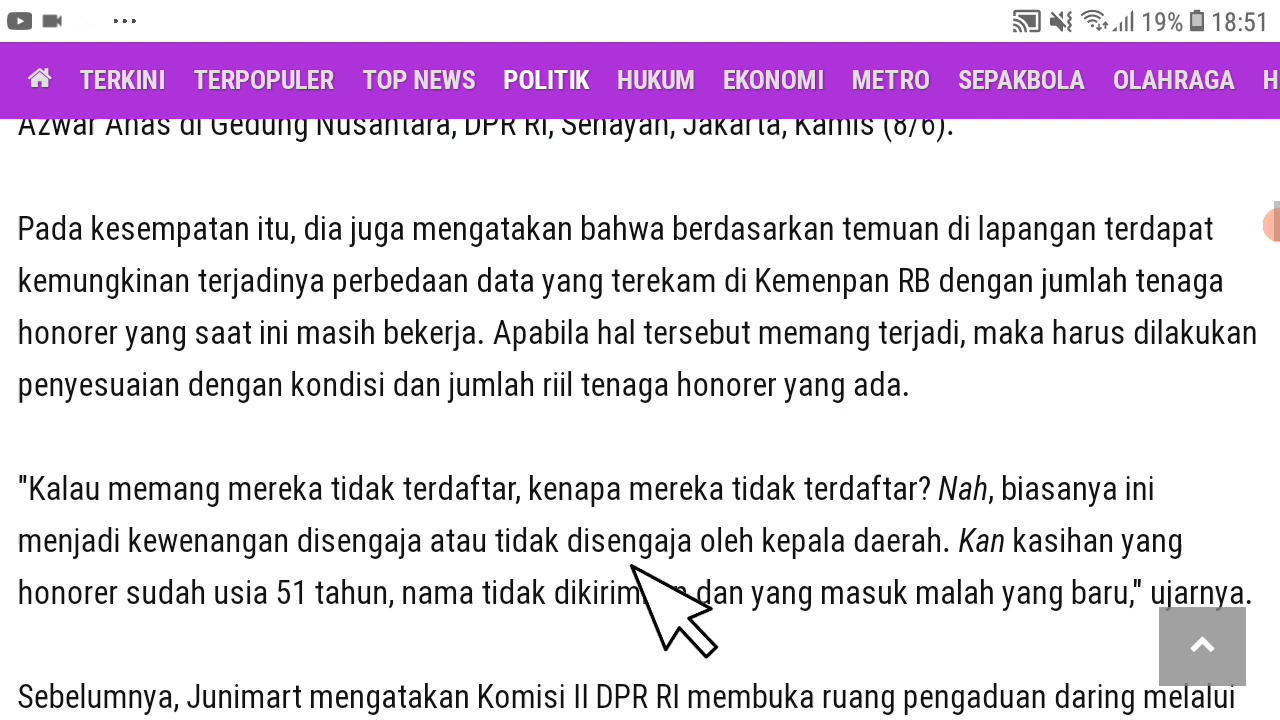 19% 18:51
TERKINI TERPOPULER TOP NEWS POLITIK HUKUM EKONOMI METRO SEPAKBOLA OLAHRAGA H
Azwar Anas di Gedung Nusantara, DPR RI, Senayan, Jakarta, Kamis (8/6).
Pada kesempatan itu, dia juga mengatakan bahwa berdasarkan temuan di lapangan terdapat
kemungkinan terjadinya perbedaan data yang terekam di Kemenpan RB dengan jumlah tenaga
honorer yang saat ini masih bekerja. Apabila hal tersebut memang terjadi, maka harus dilakukan
penyesuaian dengan kondisi dan jumlah riil tenaga honorer yang ada.
"Kalau memang mereka tidak terdaftar, kenapa mereka tidak terdaftar? Nah, biasanya ini
menjadi kewenangan disengaja atau tidak disengaja oleh kepala daerah. Kan kasihan yang
honorer sudah usia 51 tahun, nama tidak dan yang masuk malah yang baru," ujarnya.
Sebelumnya, Junimart mengatakan Komisi II DPR RI membuka ruang pengaduan daring melalui